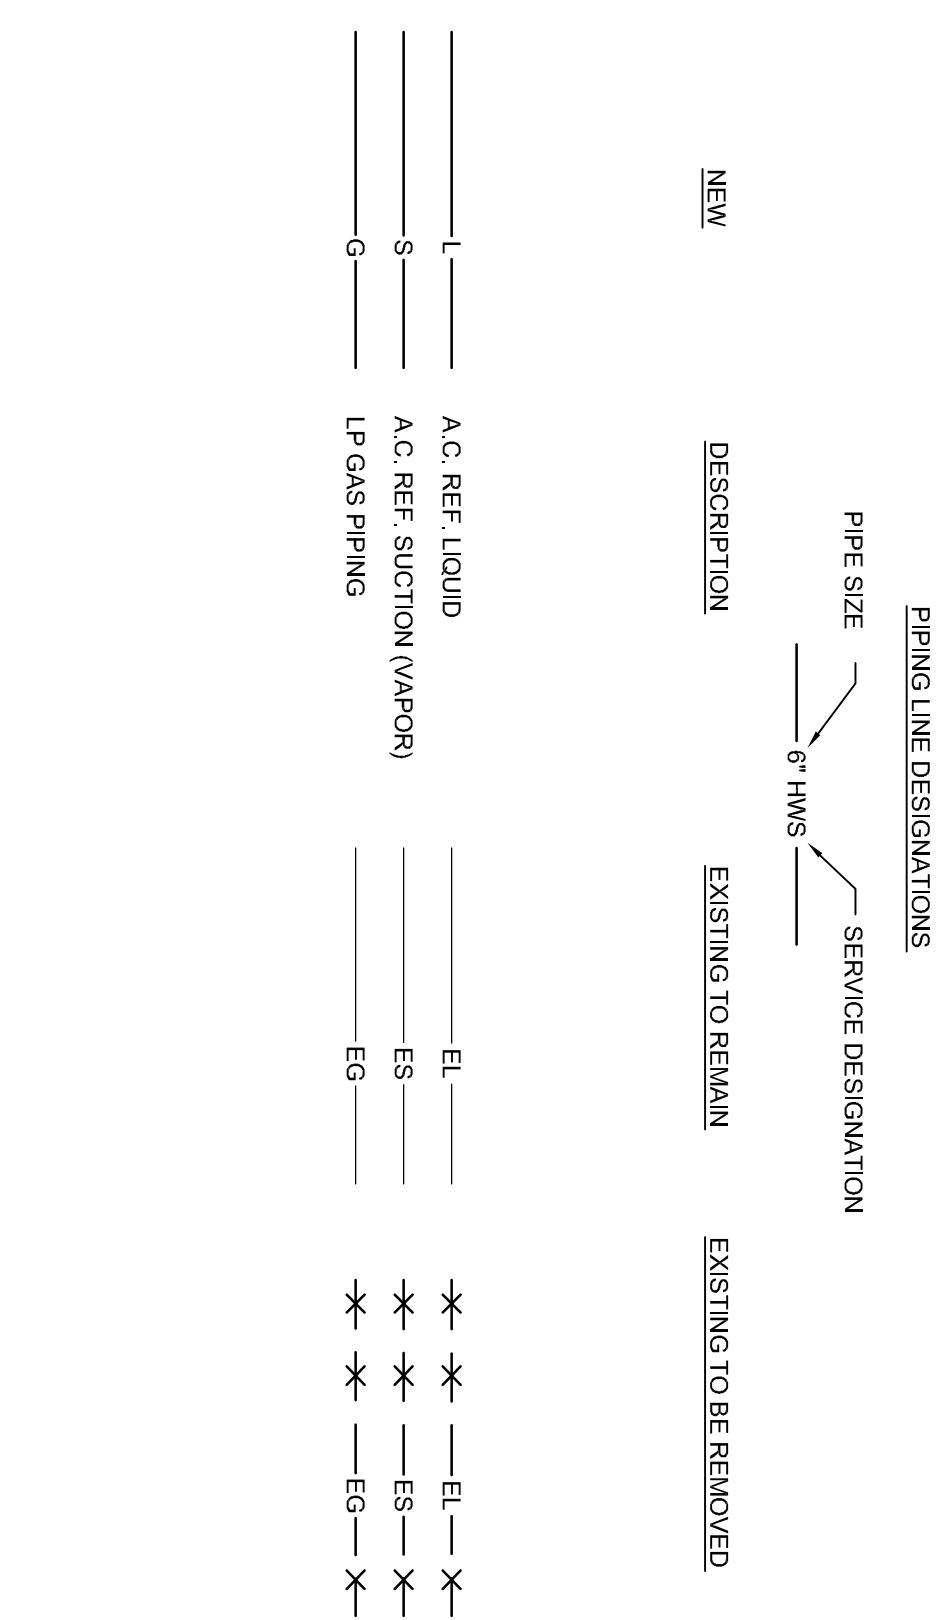 PIPING LINE DESIGNATIONS
PIPE SIZE SERVICE DESIGNATION
6" HWS
NEW DESCRIPTION EXISTING TO REMAIN EXISTING TO BE REMOVED
L A.C. REF. LIQUID EL EL
S A.C. REF. SUCTION (VAPOR) ES ES
G LP GAS PIPING EG EG